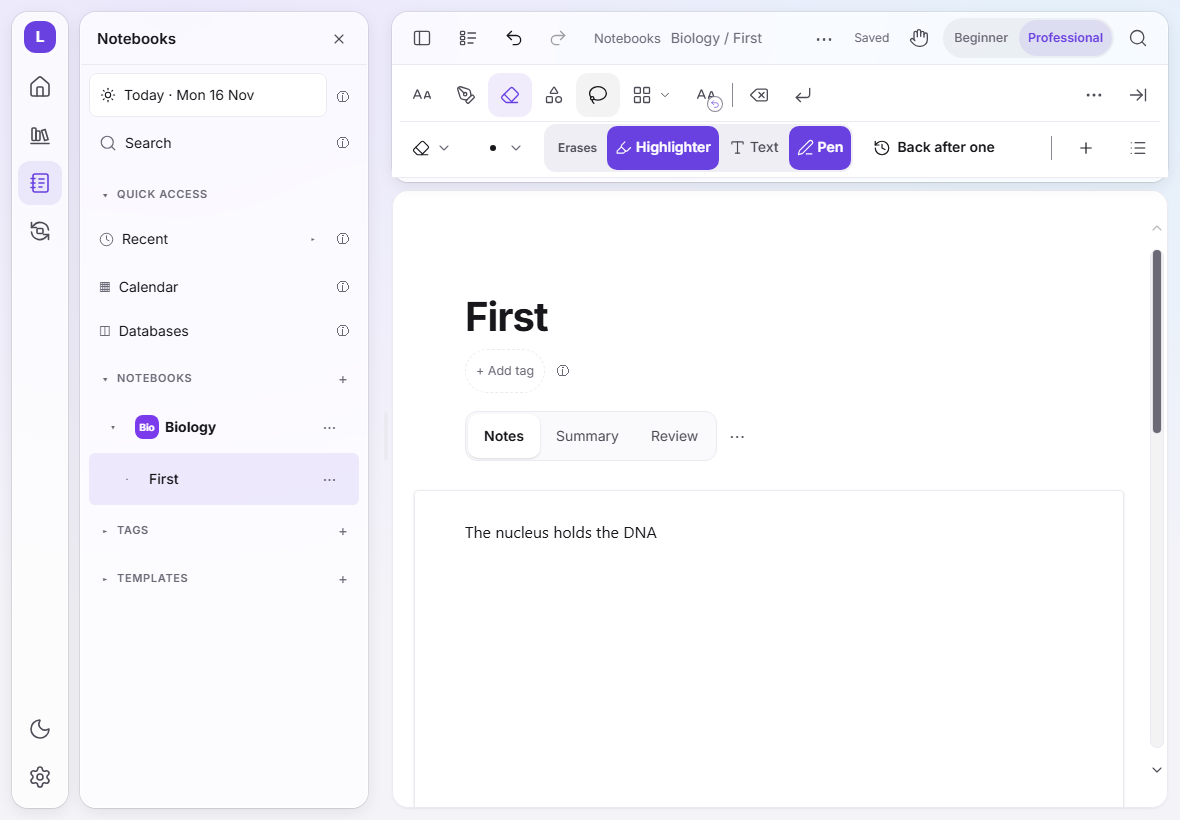 L
Notebooks
Today · Mon 16 Nov
Search
QUICK ACCESS
Recent
Calendar
Databases
NOTEBOOKS
Bio Biology
First
TAGS
TEMPLATES
Notebooks Biology / First
Saved
Beginner Professional
AA
AA
Erases Highlighter Text Pen Back after one
First
+ Add tag
Notes Summary Review
The nucleus holds the DNA